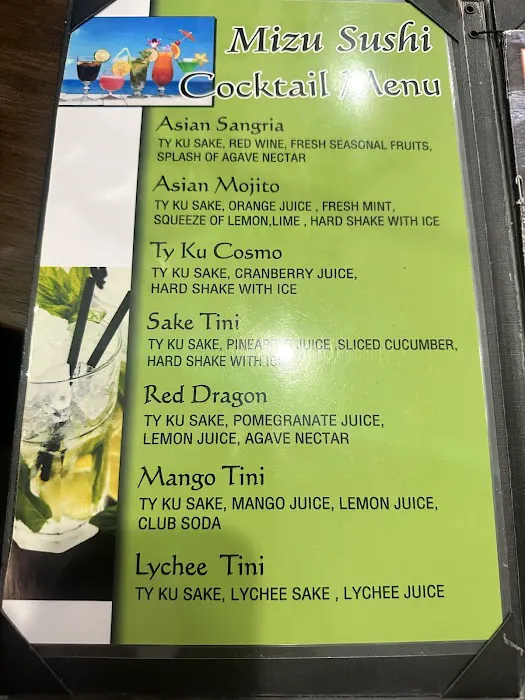 Mizu Sushi
Cocktail Menu
Asian Sangria
TY KU SAKE, RED WINE, FRESH SEASONAL FRUITS,
SPLASH OF AGAVE NECTAR
Asian Mojito
TY KU SAKE, ORANGE JUICE , FRESH MINT,
SQUEEZE OF LEMON,LIME , HARD SHAKE WITH ICE
Ty Ku Cosmo
TY KU SAKE, CRANBERRY JUICE,
HARD SHAKE WITH ICE
Sake Tini
TY KU SAKE, PINEAPPLE JUICE ,SLICED CUCUMBER,
HARD SHAKE WITH ICE
Red Dragon
TY KU SAKE, POMEGRANATE JUICE,
LEMON JUICE, AGAVE NECTAR
Mango Tini
TY KU SAKE, MANGO JUICE, LEMON JUICE,
CLUB SODA
Lychee Tini
TY KU SAKE, LYCHEE SAKE , LYCHEE JUICE